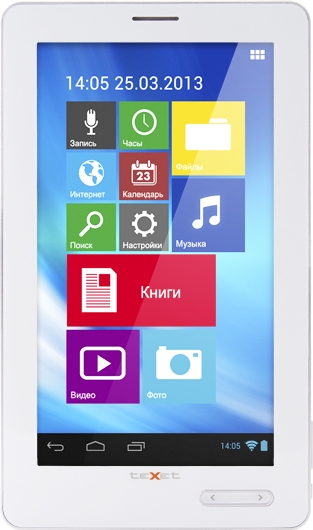 14:05 25.03.2013
Запись
Часы
Файлы
Интернет
Календарь
23
Поиск
Настройки
Музыка
Книги
Видео
Фото
14:05
teXet